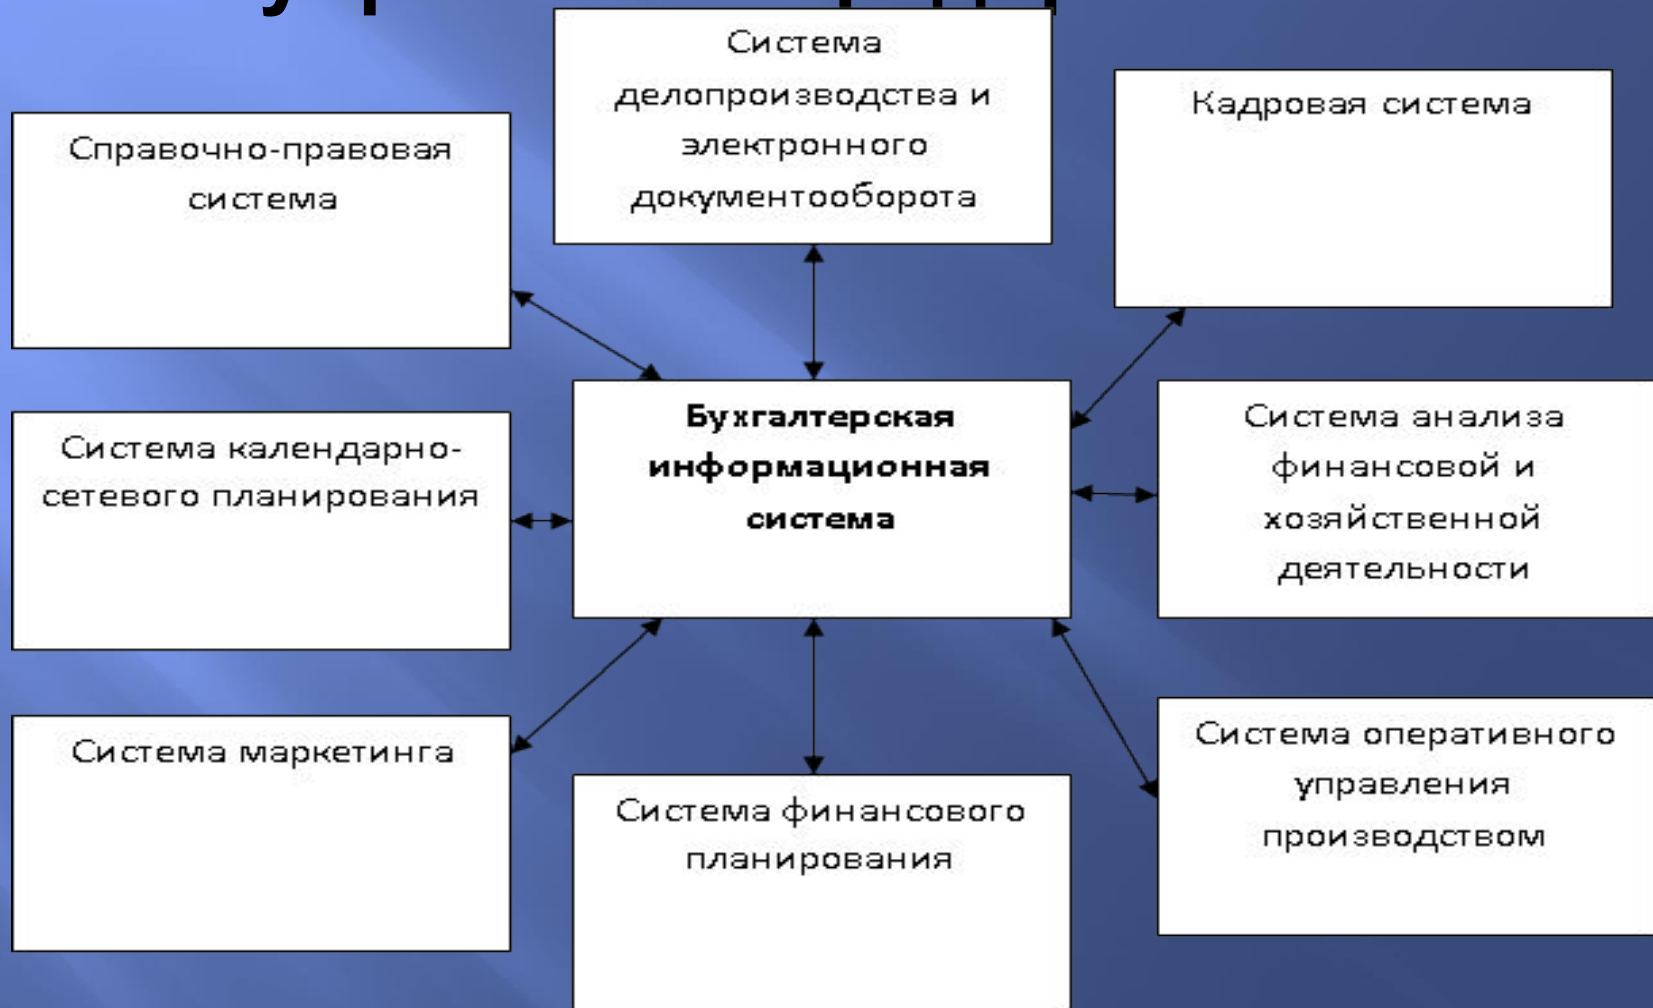 Система
делопроизводства и
электронного
документооборота
Кадровая система
Справочно-правовая
система
Бухгалтерская
информационная
система
Система анализа
финансовой и
хозяйственной
деятельности
Система календарно-
сетевого планирования
Система маркетинга
Система финансового
планирования
Система оперативного
управления
производством